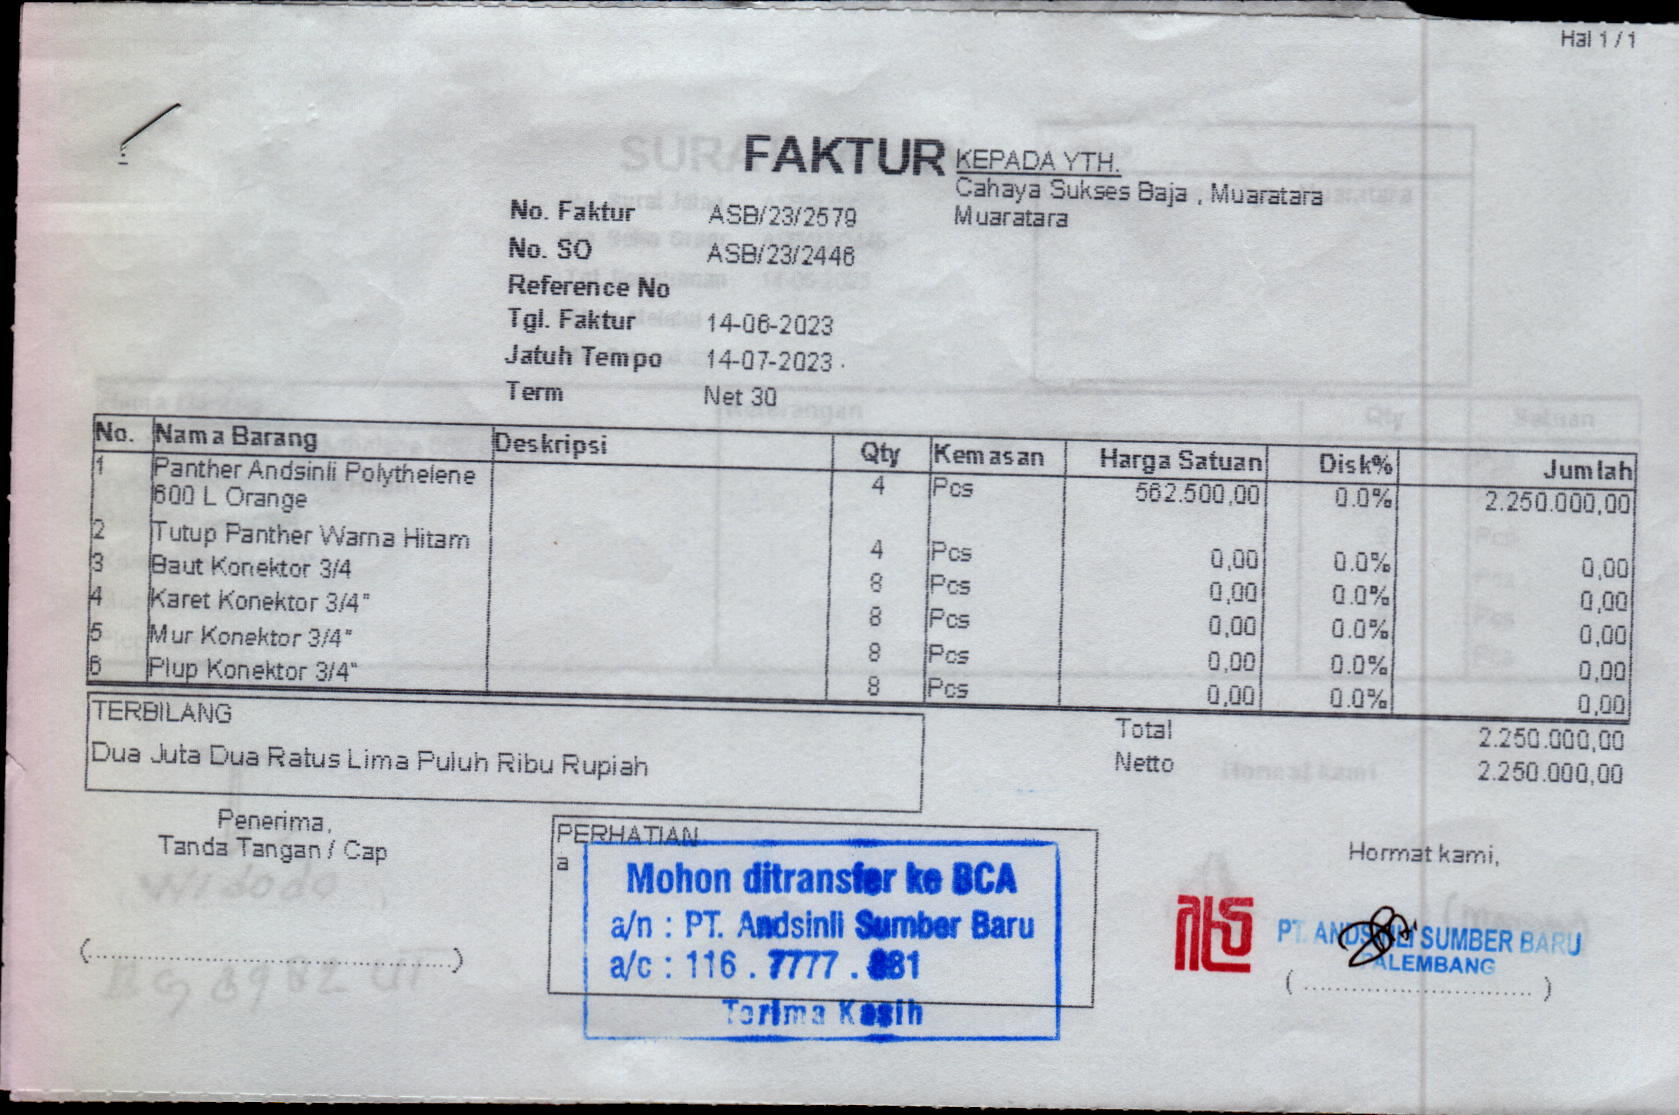 Hal 1 / 1
FAKTUR
KEPADA YTH.
Cahaya Sukses Baja , Muaratara
Muaratara
No. Faktur ASB/23/2579
No. SO ASB/23/2446
Reference No
Tgl. Faktur 14-06-2023
Jatuh Tempo 14-07-2023
Term Net 30
No. Nama Barang Deskripsi Qty Kemasan Harga Satuan Disk% Jumlah
1 Panther Andsinli Polythelene 4 Pcs 562.500,00 0.0% 2.250.000,00
600 L Orange
2 Tutup Panther Warna Hitam 4 Pcs 0,00 0.0% 0,00
3 Baut Konektor 3/4 8 Pcs 0,00 0.0% 0,00
4 Karet Konektor 3/4" 8 Pcs 0,00 0.0% 0,00
5 Mur Konektor 3/4" 8 Pcs 0,00 0.0% 0,00
6 Plup Konektor 3/4" 8 Pcs 0,00 0.0% 0,00
TERBILANG
Dua Juta Dua Ratus Lima Puluh Ribu Rupiah
Total 2.250.000,00
Netto 2.250.000,00
Penerima,
Tanda Tangan / Cap
Widodo
PERHATIAN
a
Mohon ditransfer ke BCA
a/n : PT. Andsinli Sumber Baru
a/c : 116 . 7777 . 881
Terima Kasih
Hormat kami,
PT. ANDSINLI SUMBER BARU
PALEMBANG